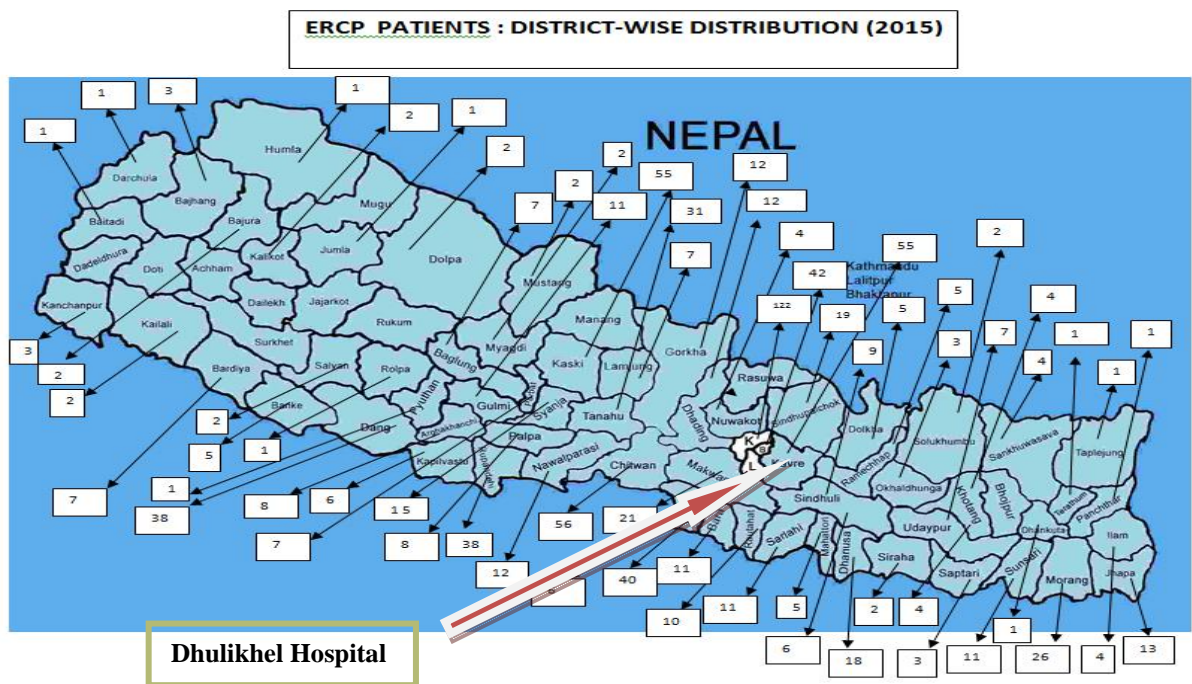 ERCP PATIENTS : DISTRICT-WISE DISTRIBUTION (2015)
NEPAL
1
3
1
1
2
1
2
2
2
7
11
55
31
7
12
12
4
42
122
19
55
5
9
2
5
3
7
4
4
1
1
1
Kathmandu
Lalitpur
Bhaktapur
Darchula
Humla
Bajhang
Baitadi
Bajura
Mugu
Dadeldhura
Doti
Achham
Kalikot
Jumla
Dolpa
Kanchanpur
Kailali
Dailekh
Jajarkot
Mustang
Surkhet
Rukum
Manang
Bardiya
Salyan
Rolpa
Baglung
Myagdi
Kaski
Lamjung
Gorkha
Rasuwa
Banke
Dang
Pyuthan
Gulmi
Syanja
Tanahu
Dhading
Nuwakot
Sindhupalchok
Dolkha
Solukhumbu
Sankhuwasava
Taplejung
Arghakhanchi
Palpa
Kapilvastu
Rupandehi
Nawalparasi
Chitwan
K
B
L
Ramechhap
Okhaldhunga
Khotang
Bhojpur
Terathum
Panchthar
Sindhuli
Udaypur
Dhankuta
Ilam
Rautahat
Sarlahi
Mahattori
Dhanusa
Siraha
Saptari
Sunsari
Morang
Jhapa
3
2
2
7
2
5
1
1
38
8
6
7
15
8
38
12
56
21
40
11
10
11
5
6
18
2
4
3
11
1
26
4
13
Dhulikhel Hospital